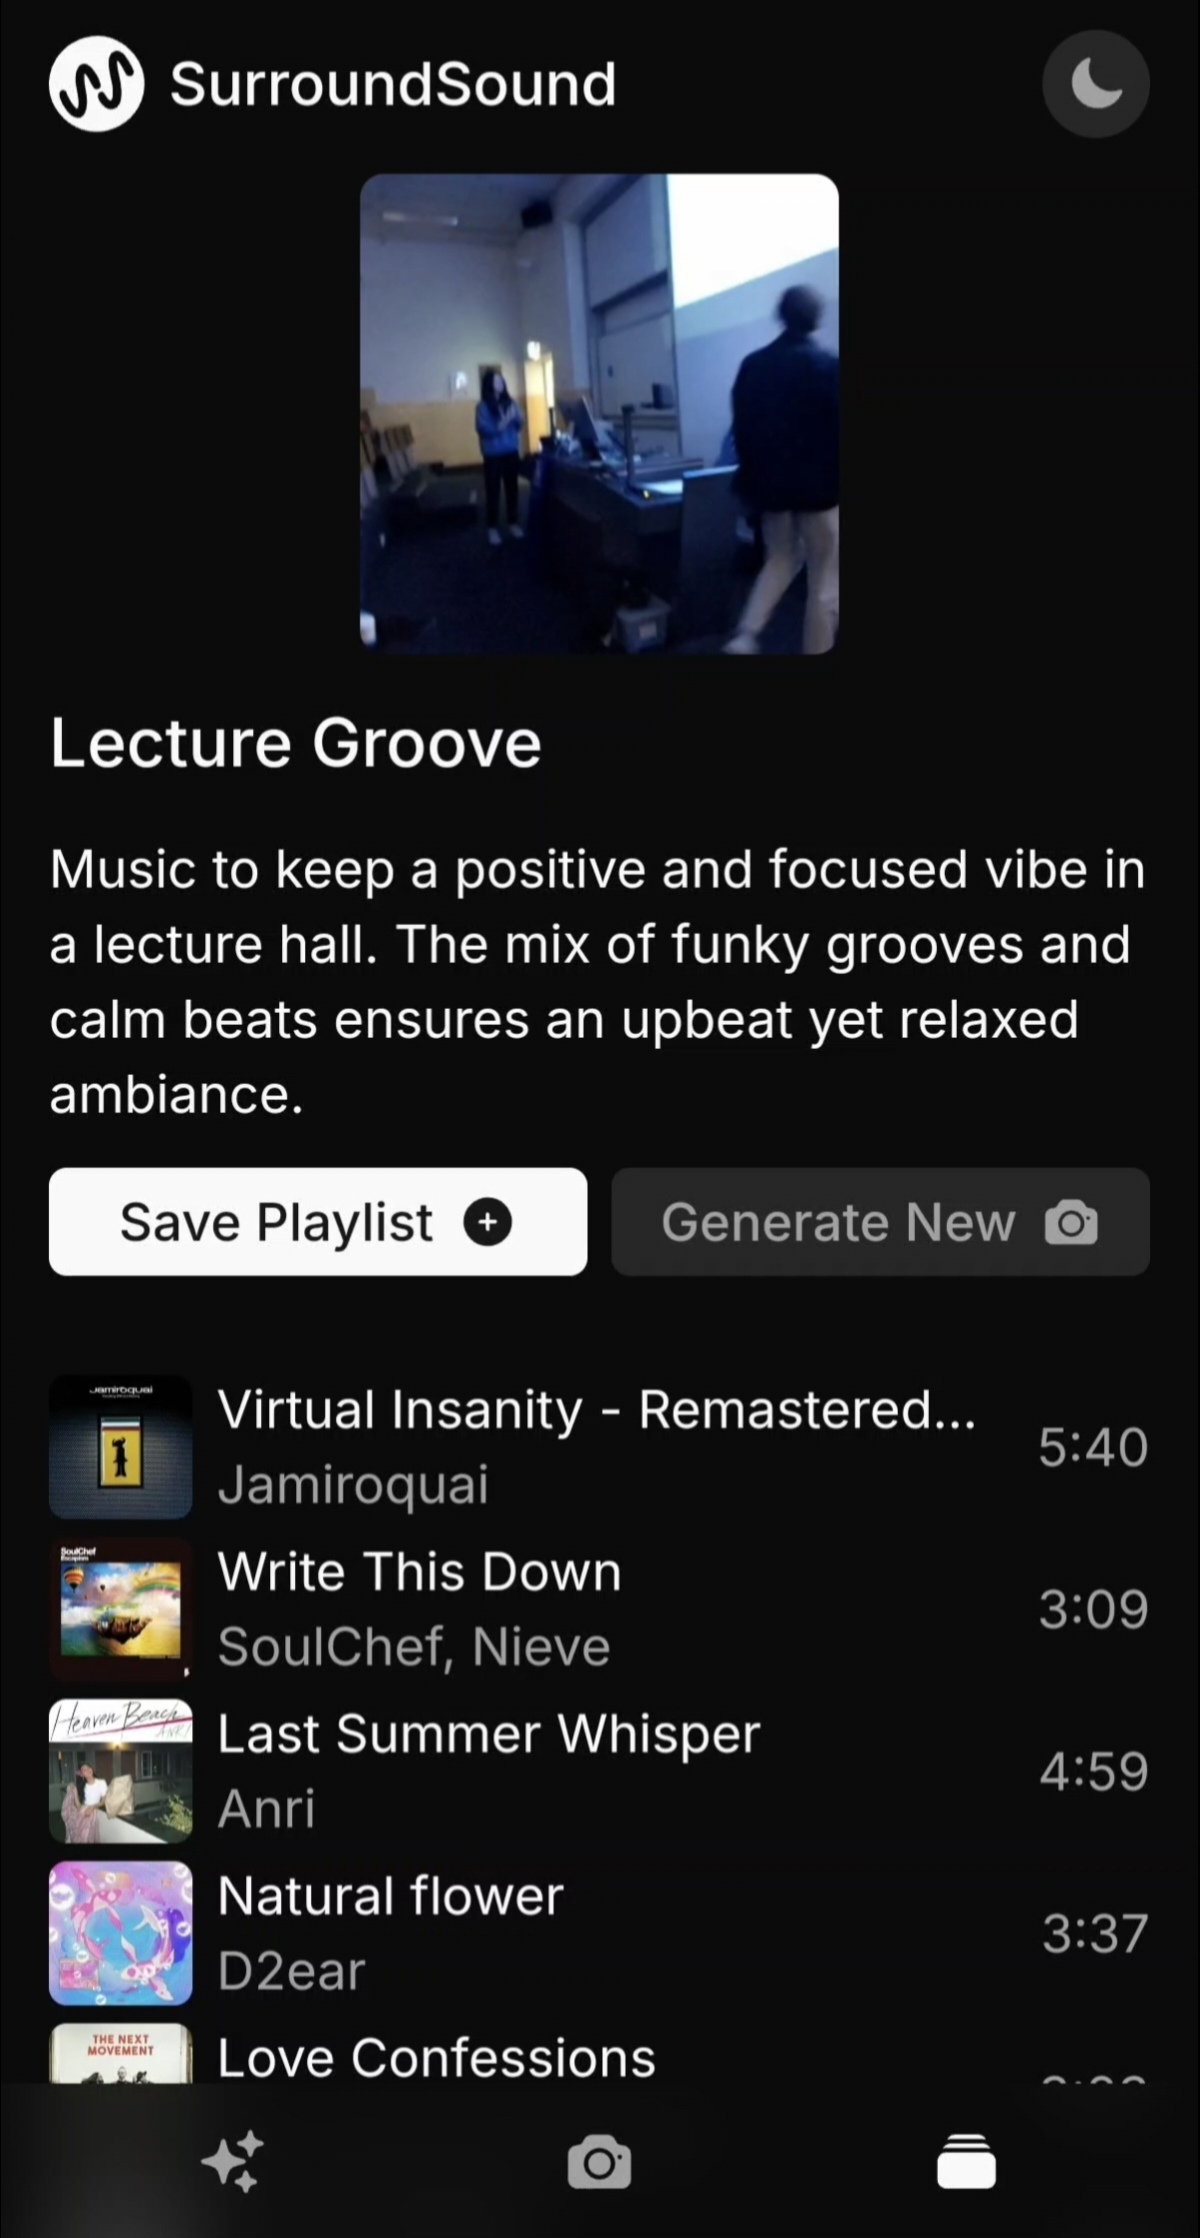 SurroundSound
Lecture Groove
Music to keep a positive and focused vibe in
a lecture hall. The mix of funky grooves and
calm beats ensures an upbeat yet relaxed
ambiance.
Save Playlist
Generate New
Jamiroquai
Virtual Insanity - Remastered...
Jamiroquai
5:40
SoulChef
Escapism
Write This Down
SoulChef, Nieve
3:09
Heaven Beach
ANRI
Last Summer Whisper
Anri
4:59
Natural flower
D2ear
3:37
THE NEXT
MOVEMENT
Love Confessions